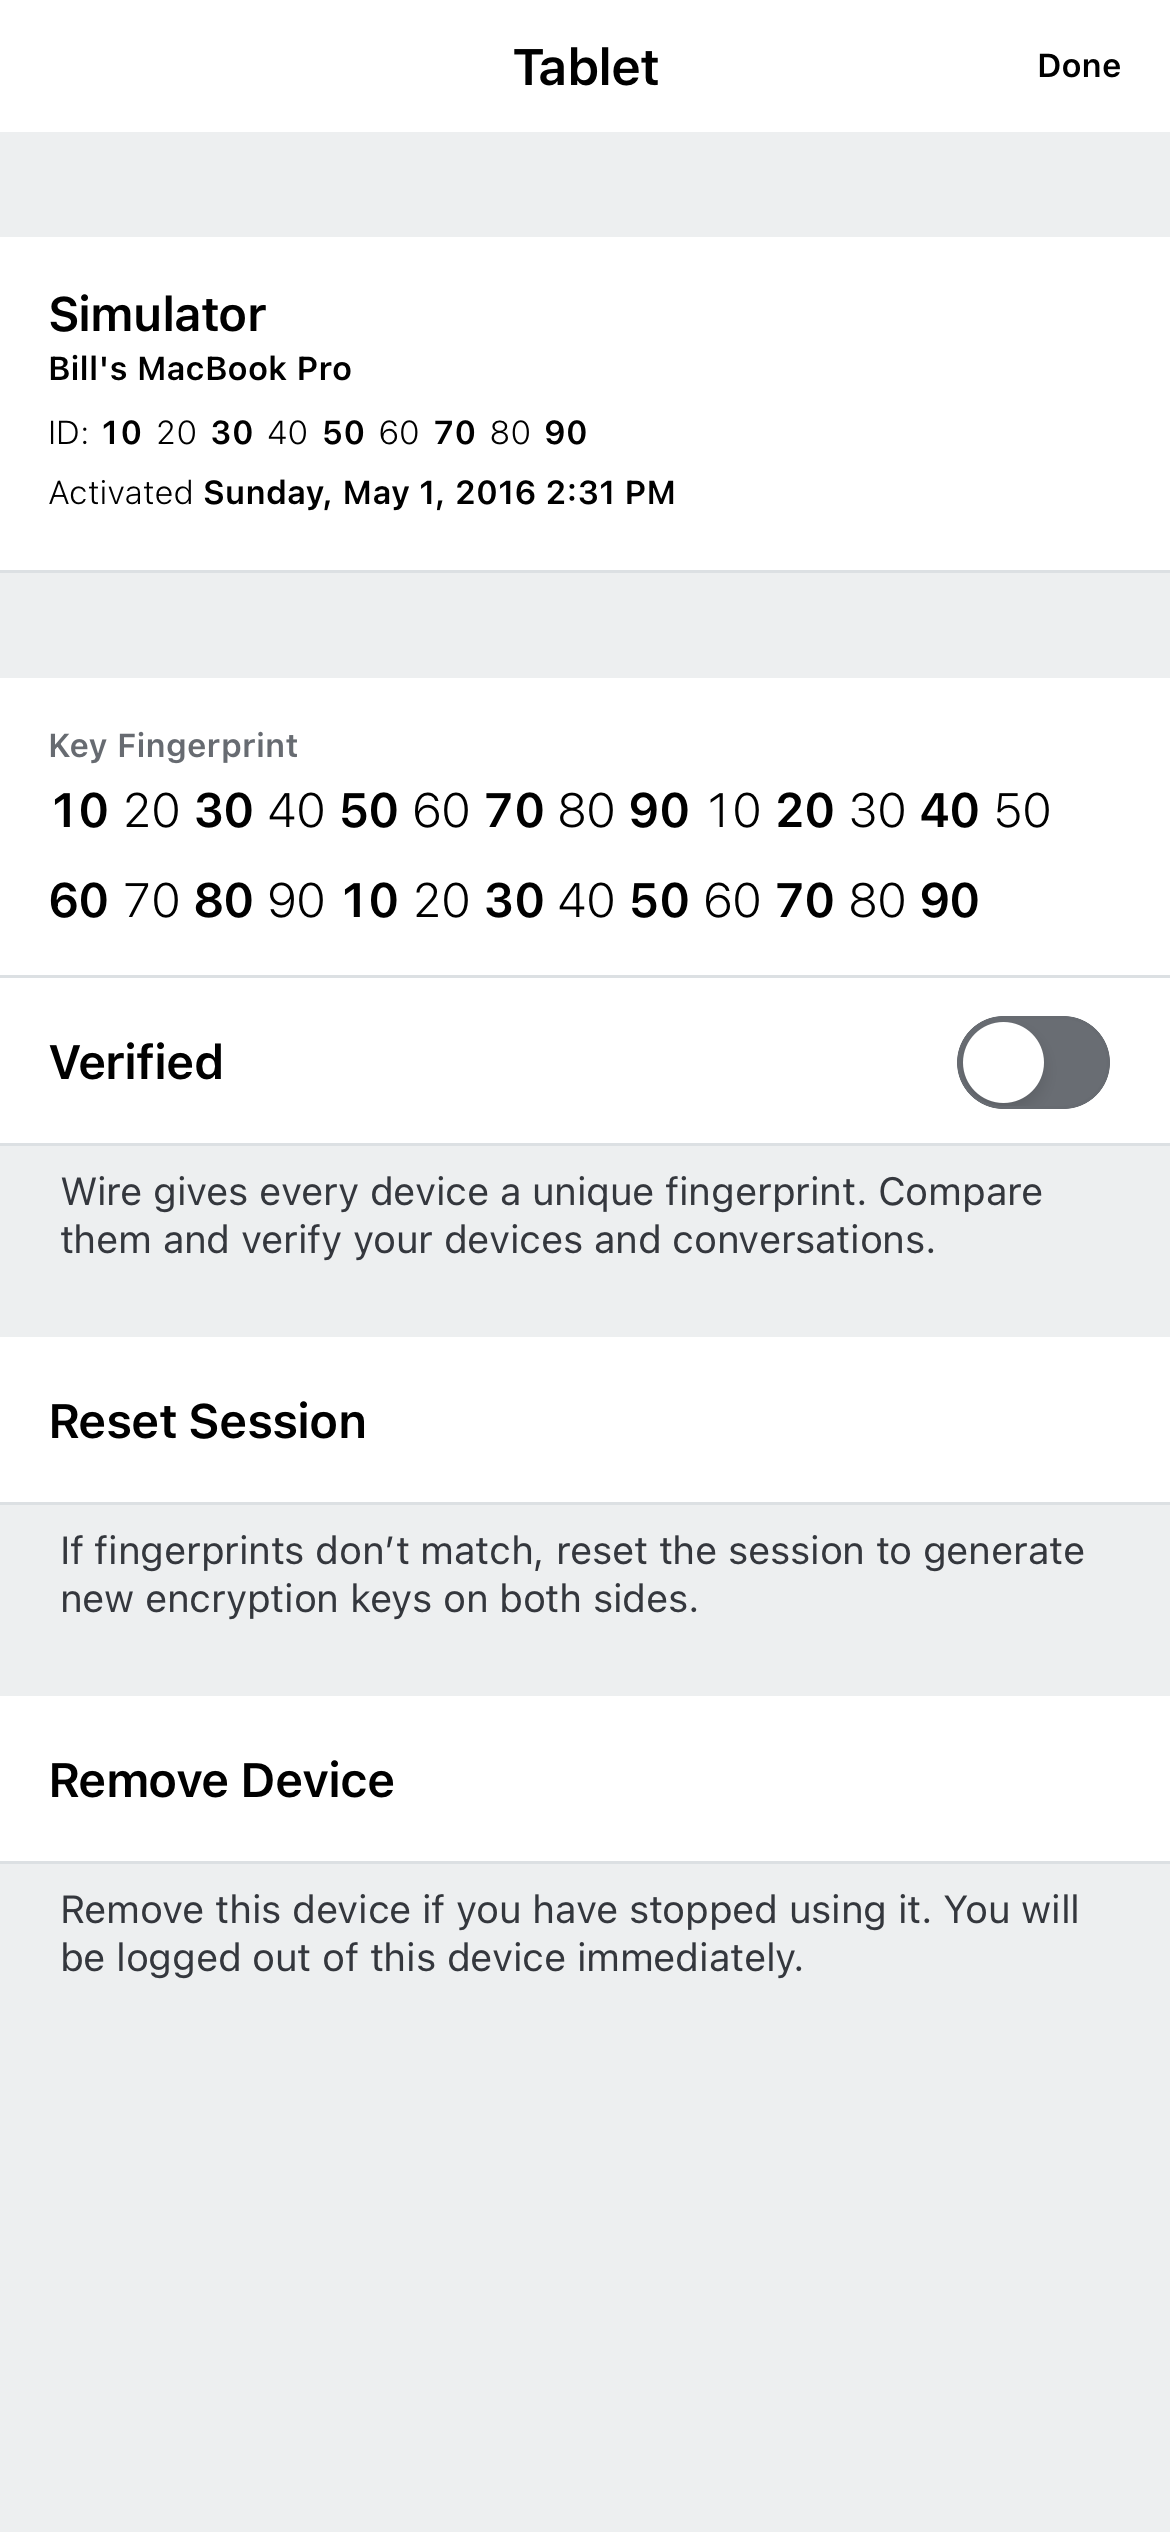 Tablet
Done
Simulator
Bill's MacBook Pro
ID: 10 20 30 40 50 60 70 80 90
Activated Sunday, May 1, 2016 2:31 PM
Key Fingerprint
10 20 30 40 50 60 70 80 90 10 20 30 40 50
60 70 80 90 10 20 30 40 50 60 70 80 90
Verified
Wire gives every device a unique fingerprint. Compare
them and verify your devices and conversations.
Reset Session
If fingerprints don’t match, reset the session to generate
new encryption keys on both sides.
Remove Device
Remove this device if you have stopped using it. You will
be logged out of this device immediately.